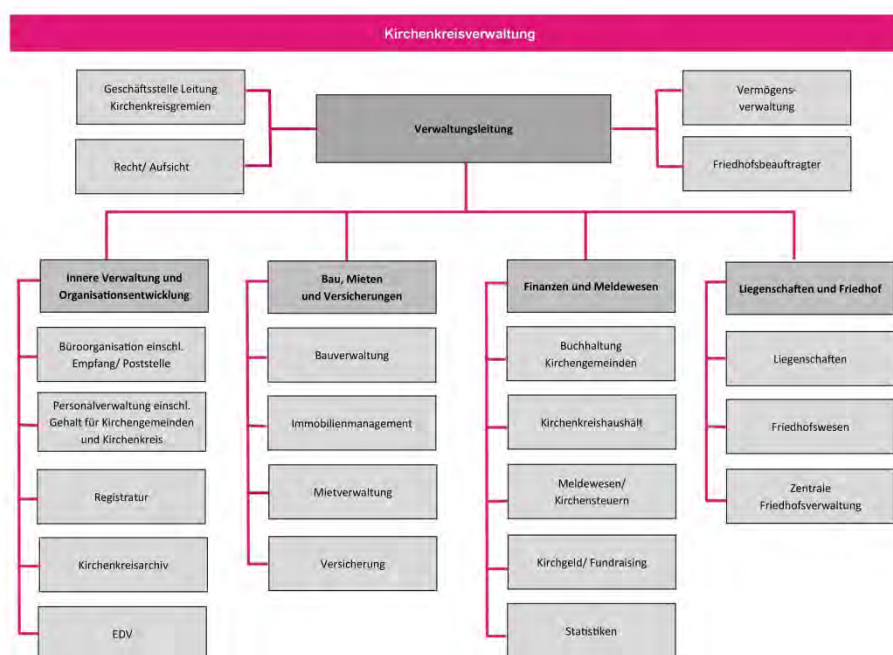 Kirchenkreisverwaltung
Geschäftsstelle Leitung
Kirchenkreisgremien
Recht/ Aufsicht
Verwaltungsleitung
Vermögens-
verwaltung
Friedhofsbeauftragter
Innere Verwaltung und
Organisationsentwicklung
Büroorganisation einschl.
Empfang/ Poststelle
Personalverwaltung einschl.
Gehalt für Kirchengemeinden
und Kirchenkreis
Registratur
Kirchenkreisarchiv
EDV
Bau, Mieten
und Versicherungen
Bauverwaltung
Immobilienmanagement
Mietverwaltung
Versicherung
Finanzen und Meldewesen
Buchhaltung
Kirchengemeinden
Kirchenkreishaushalt
Meldewesen/
Kirchensteuern
Kirchgeld/ Fundraising
Statistiken
Liegenschaften und Friedhof
Liegenschaften
Friedhofswesen
Zentrale
Friedhofsverwaltung